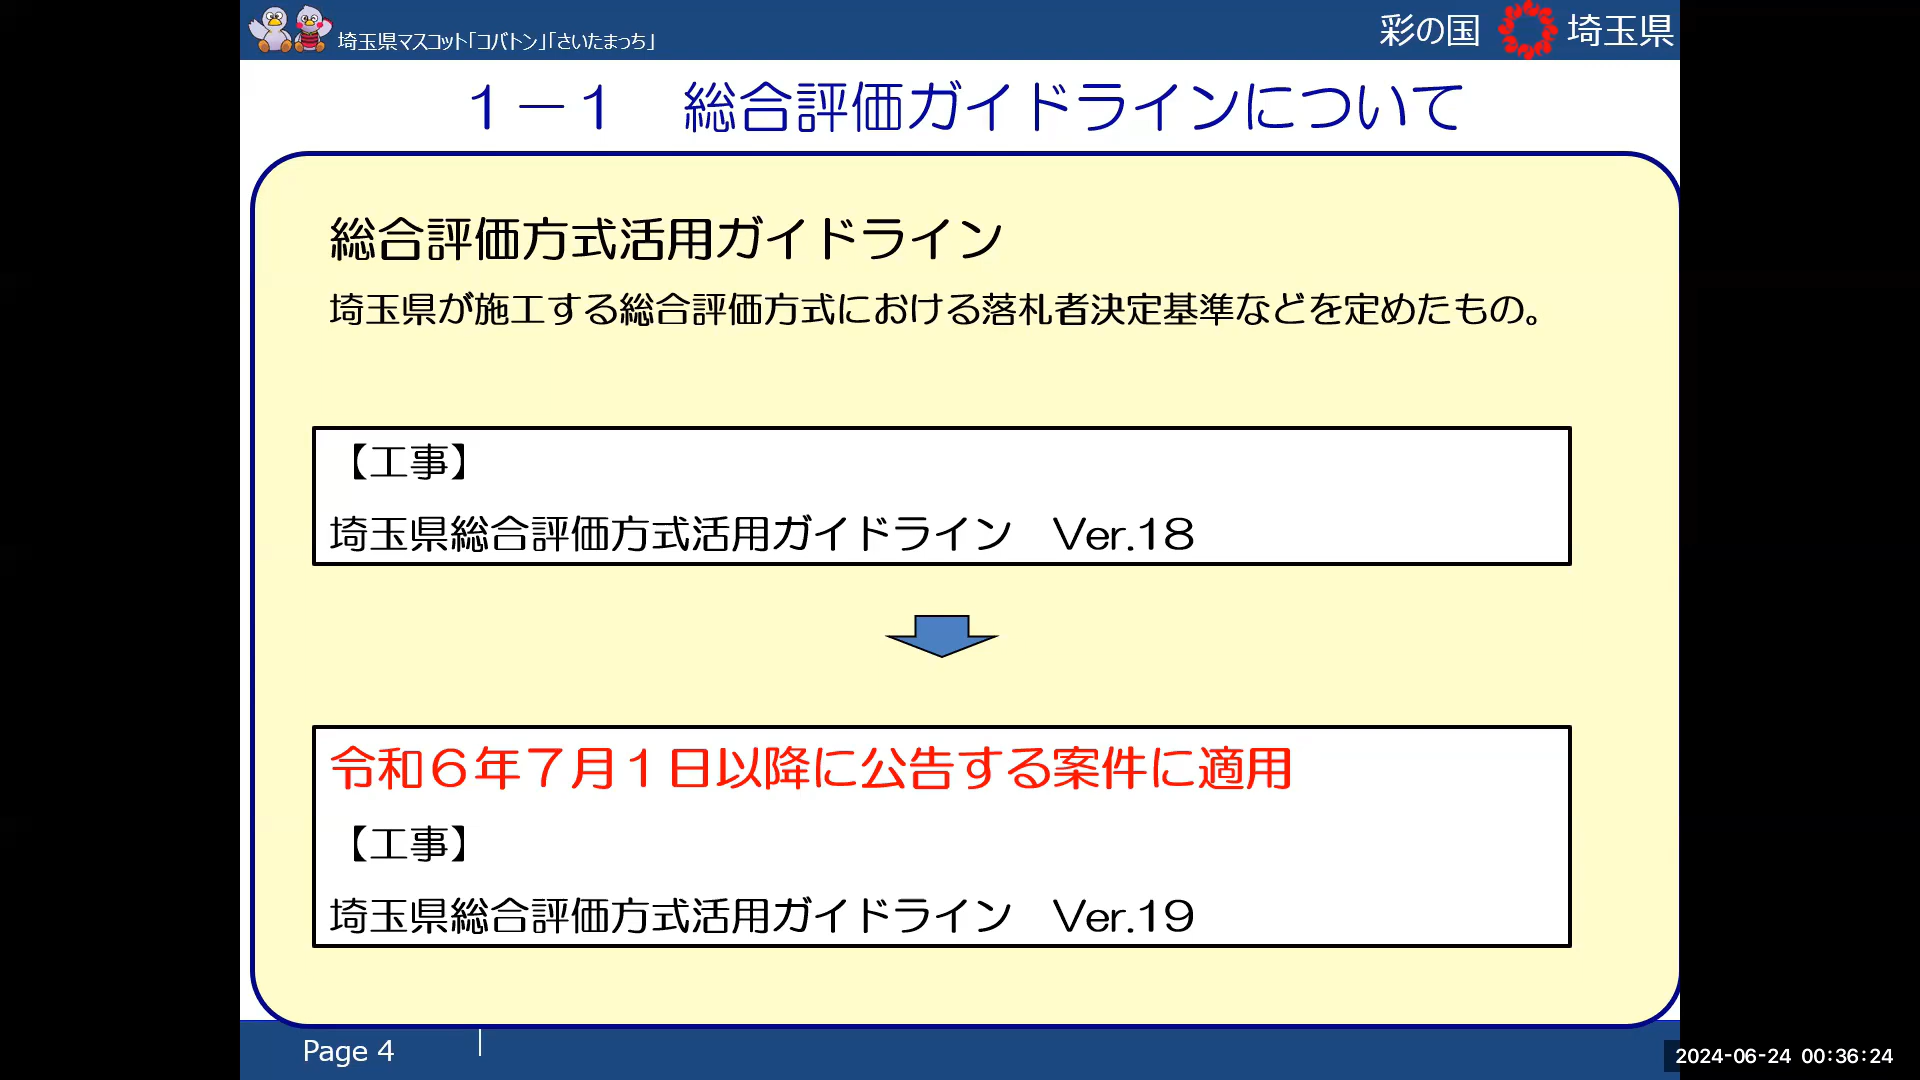 埼玉県マスコット「コバトン」「さいたまっち」
彩の国 埼玉県
１－１　総合評価ガイドラインについて
総合評価方式活用ガイドライン
埼玉県が施工する総合評価方式における落札者決定基準などを定めたもの。
【工事】
埼玉県総合評価方式活用ガイドライン　Ver.18
令和６年７月１日以降に公告する案件に適用
【工事】
埼玉県総合評価方式活用ガイドライン　Ver.19
Page 4
2024-06-24 00:36:24